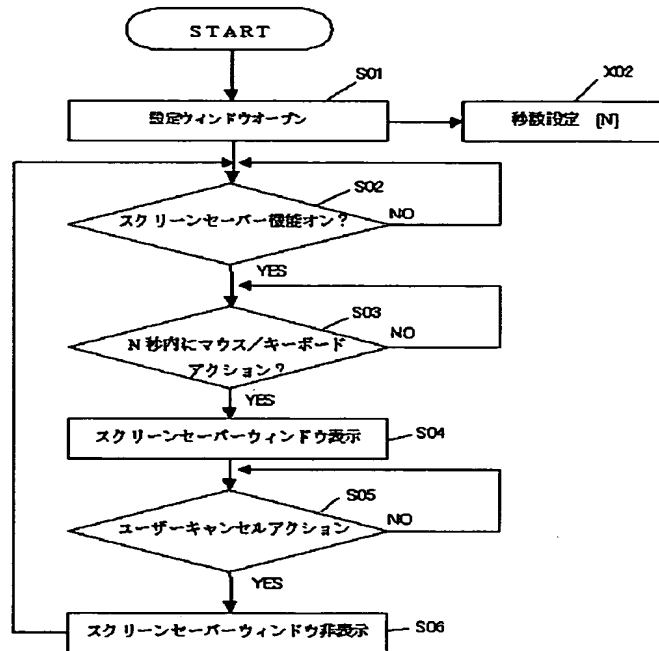 START
S01
X02
設定ウィンドウオープン
秒数設定 [N]
S02
スクリーンセーバー機能オン?
NO
YES
S03
N秒内にマウス/キーボード
アクション?
NO
YES
スクリーンセーバーウィンドウ表示
S04
S05
ユーザーキャンセルアクション
NO
YES
スクリーンセーバーウィンドウ非表示
S06